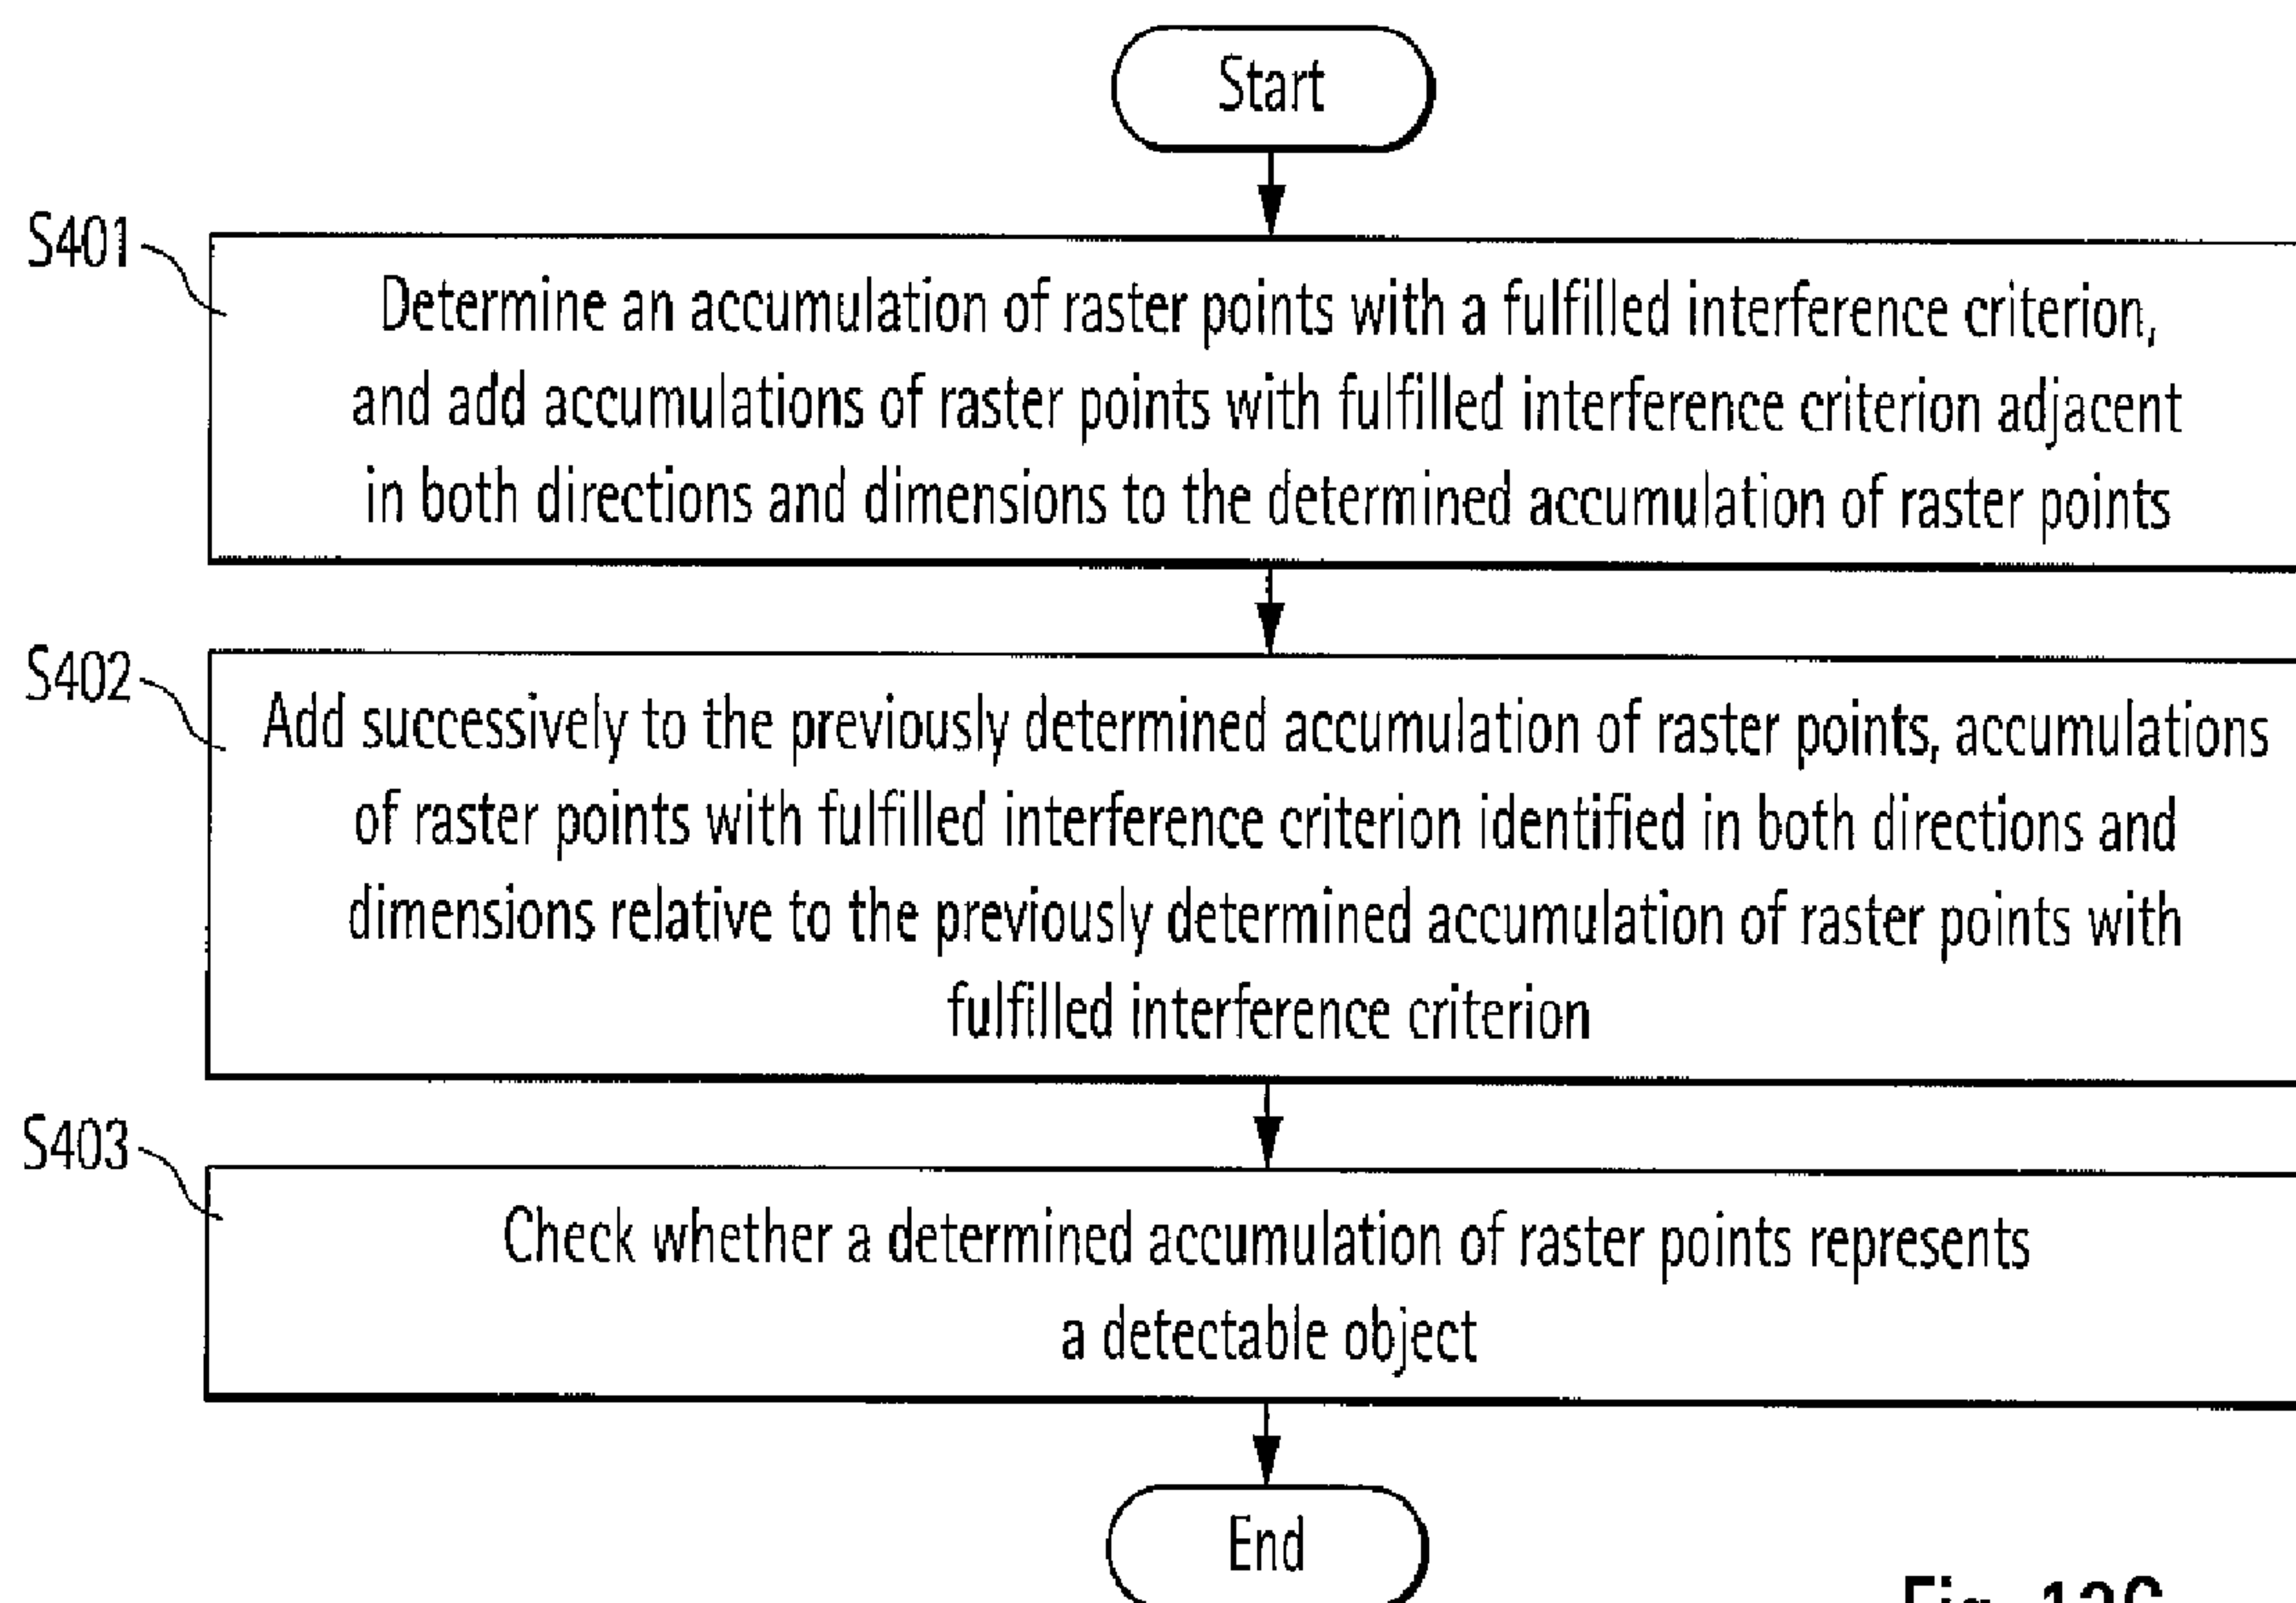 Start
S401
Determine an accumulation of raster points with a fulfilled interference criterion,
and add accumulations of raster points with fulfilled interference criterion adjacent
in both directions and dimensions to the determined accumulation of raster points
S402
Add successively to the previously determined accumulation of raster points, accumulations
of raster points with fulfilled interference criterion identified in both directions and
dimensions relative to the previously determined accumulation of raster points with
fulfilled interference criterion
S403
Check whether a determined accumulation of raster points represents
a detectable object
End